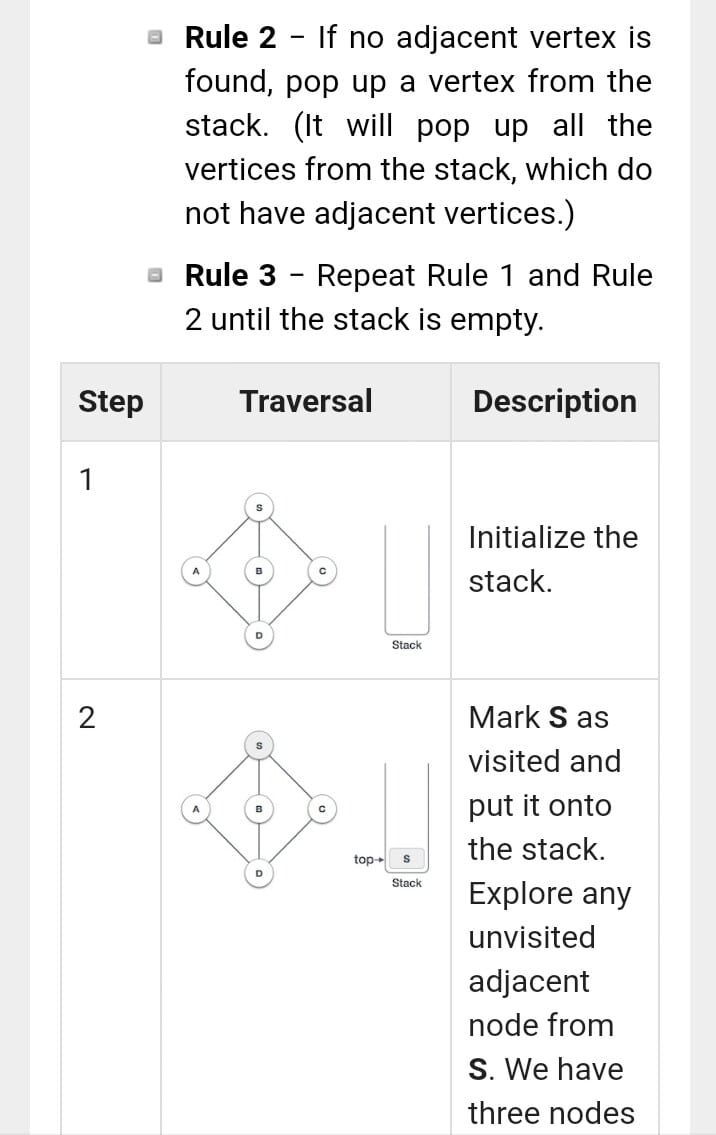 Rule 2 – If no adjacent vertex is
found, pop up a vertex from the
stack. (It will pop up all the
vertices from the stack, which do
not have adjacent vertices.)
Rule 3 – Repeat Rule 1 and Rule
2 until the stack is empty.
Step Traversal Description
1
S
A B C
D
Stack
Initialize the
stack.
2
S
A B C
D
top→ S
Stack
Mark S as
visited and
put it onto
the stack.
Explore any
unvisited
adjacent
node from
S. We have
three nodes